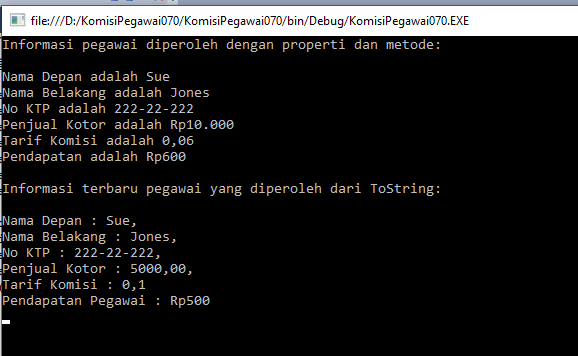 file:///D:/KomisiPegawai070/KomisiPegawai070/bin/Debug/KomisiPegawai070.EXE
Informasi pegawai diperoleh dengan properti dan metode:
Nama Depan adalah Sue
Nama Belakang adalah Jones
No KTP adalah 222-22-222
Penjual Kotor adalah Rp10.000
Tarif Komisi adalah 0,06
Pendapatan adalah Rp600
Informasi terbaru pegawai yang diperoleh dari ToString:
Nama Depan : Sue,
Nama Belakang : Jones,
No KTP : 222-22-222,
Penjual Kotor : 5000,00,
Tarif Komisi : 0,1
Pendapatan Pegawai : Rp500